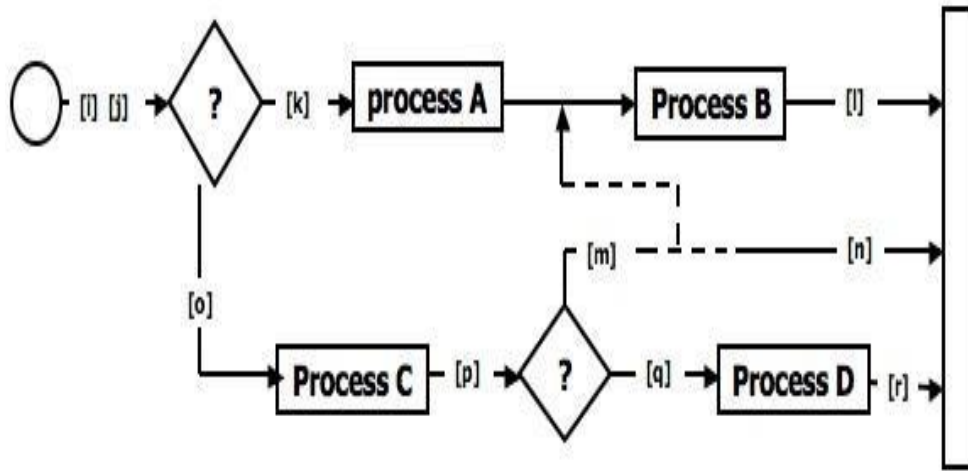 [i] [j]
?
[k]
process A
Process B
[l]
[m]
[n]
[o]
Process C
[p]
?
[q]
Process D
[r]